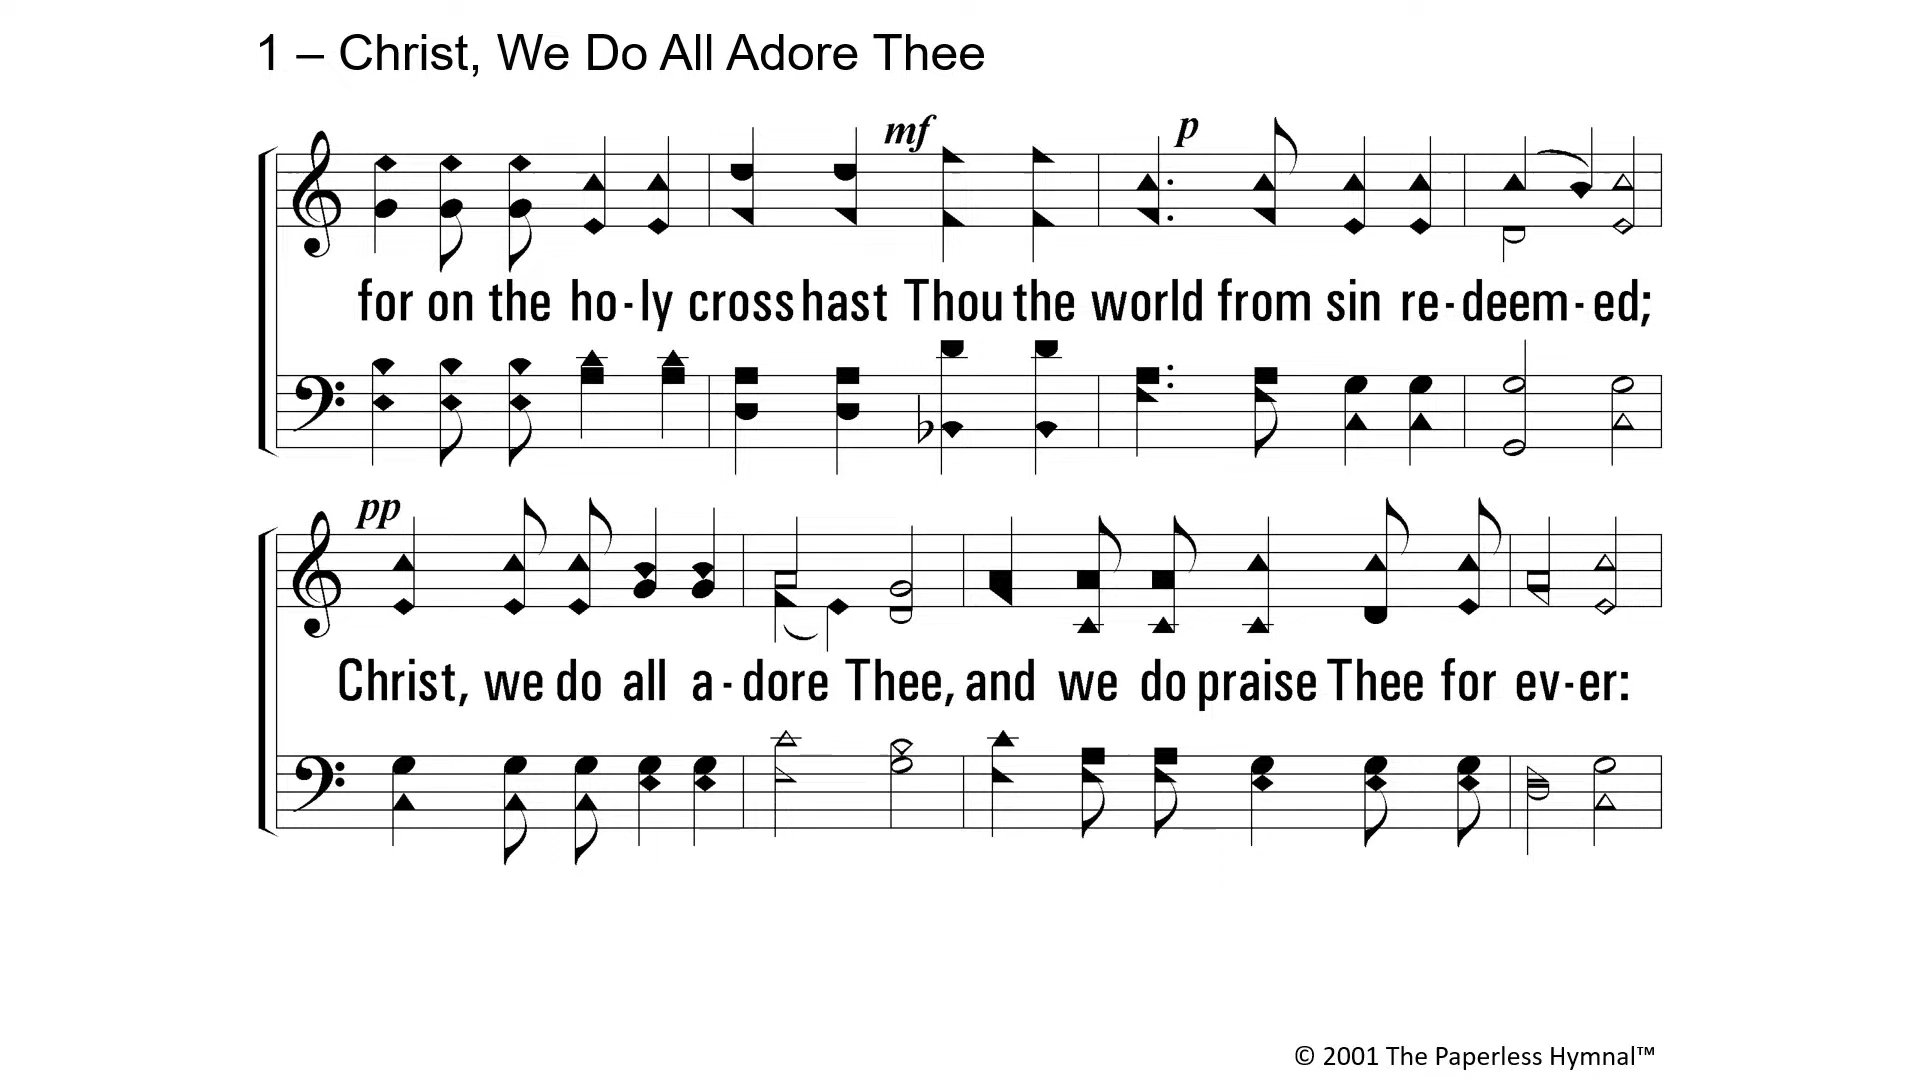 1 – Christ, We Do All Adore Thee
mf p
for on the ho-ly cross hast Thou the world from sin re-deem-ed;
pp
Christ, we do all a-dore Thee, and we do praise Thee for ev-er:
© 2001 The Paperless Hymnal™